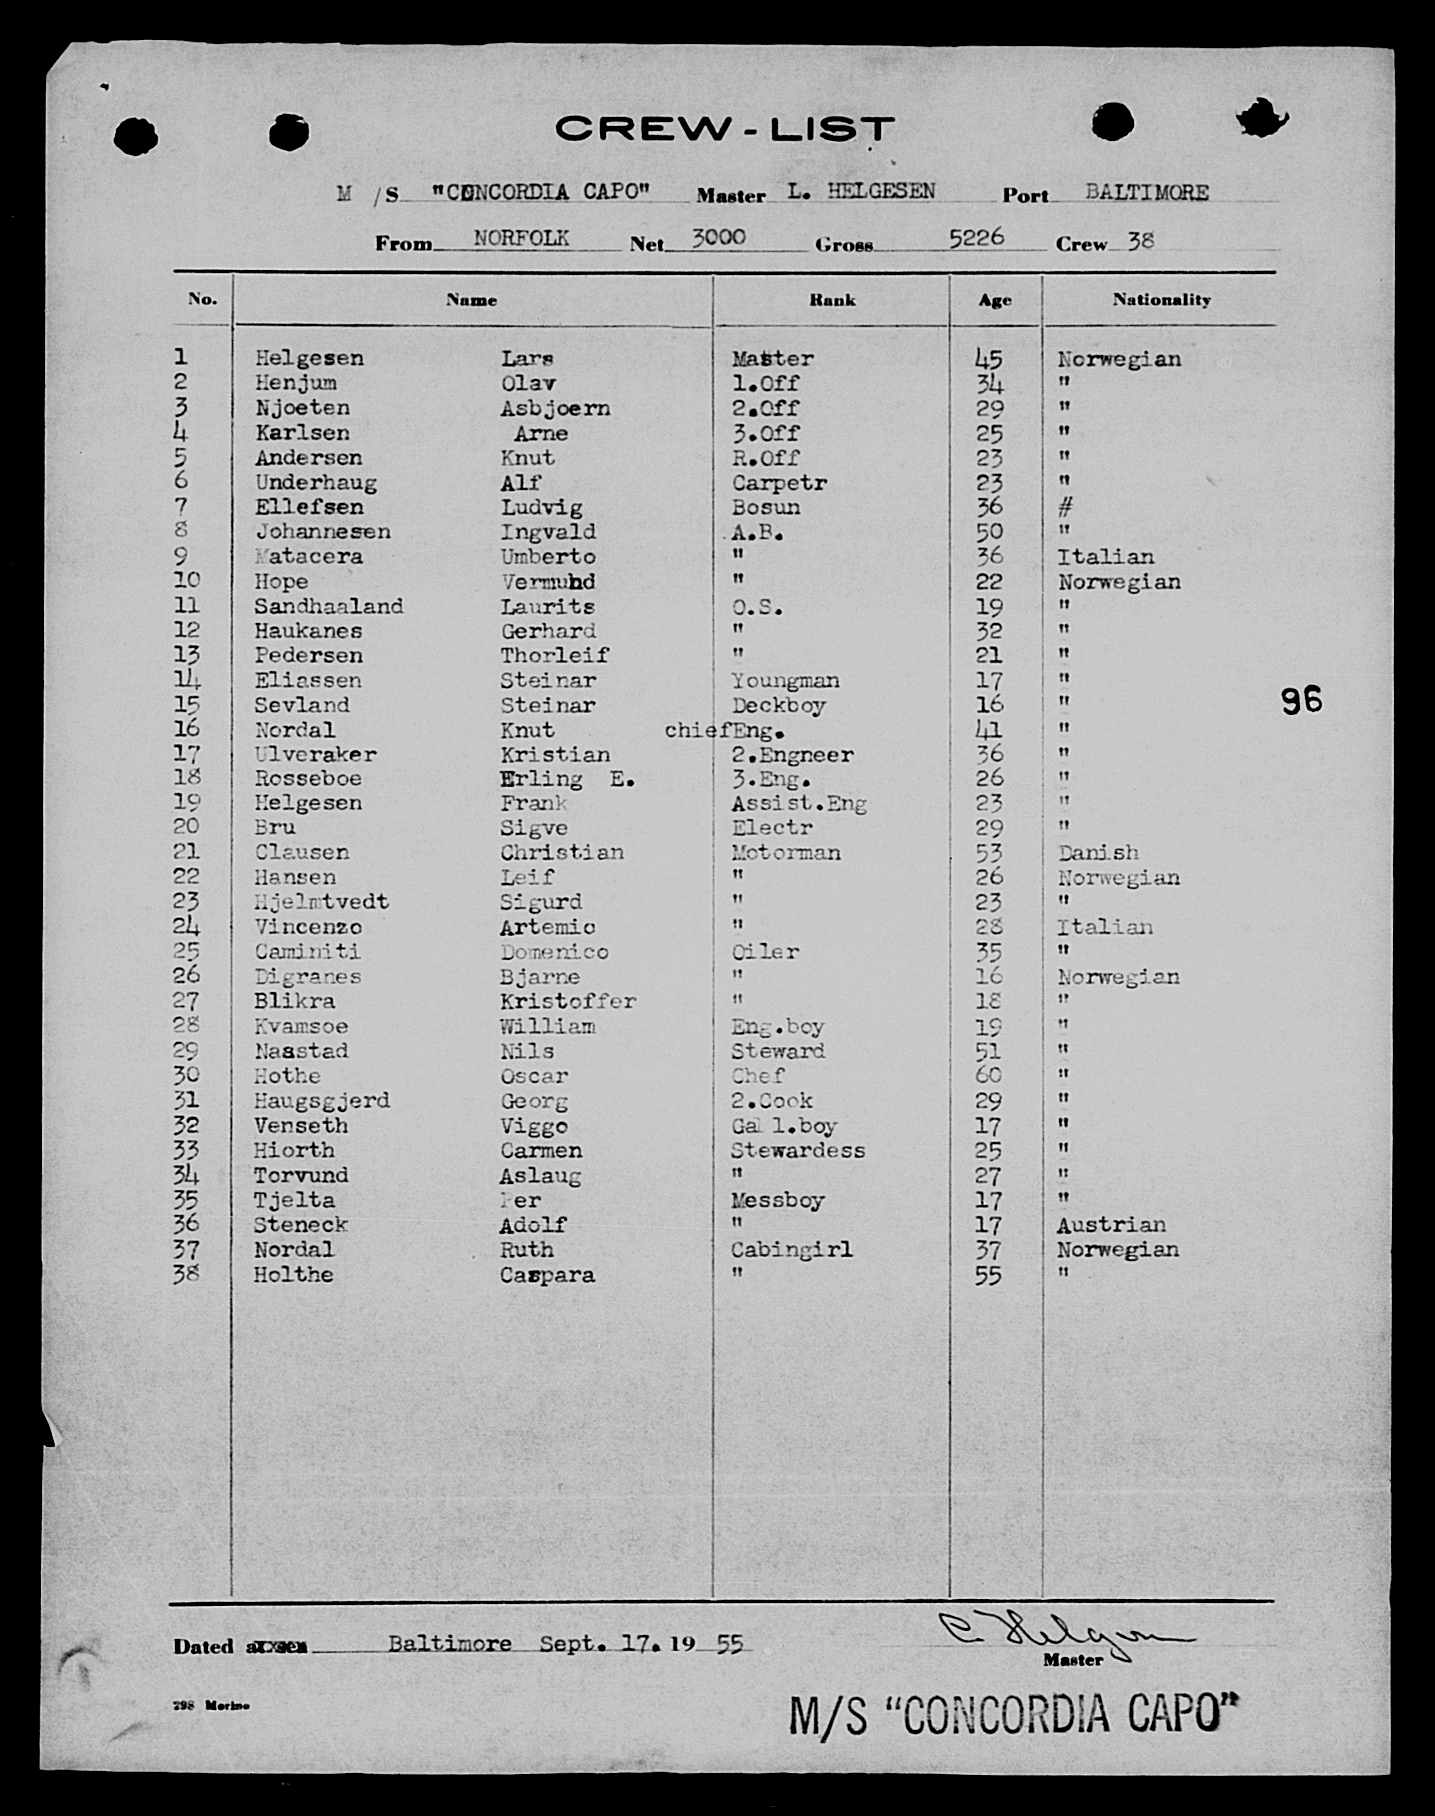 CREW-LIST
M /S "CONCORDIA CAPO" Master L. HELGESEN Port BALTIMORE
From NORFOLK Net 3000 Gross 5226 Crew 38
No. Name Rank Age Nationality
1 Helgesen Lars Master 45 Norwegian
2 Henjum Olav 1.Off 34 "
3 Njoeten Asbjoern 2.Off 29 "
4 Karlsen Arne 3.Off 25 "
5 Andersen Knut R.Off 23 "
6 Underhaug Alf Carpetr 23 "
7 Ellefsen Ludvig Bosun 36 #
8 Johannesen Ingvald A.B. 50 "
9 Matacera Umberto " 36 Italian
10 Hope Vermund " 22 Norwegian
11 Sandhaaland Laurits O.S. 19 "
12 Haukanes Gerhard " 32 "
13 Pedersen Thorleif " 21 "
14 Eliassen Steinar Youngman 17 "
15 Sevland Steinar Deckboy 16 "
96
16 Nordal Knut chiefEng. 41 "
17 Ulveraker Kristian 2.Engneer 36 "
18 Rosseboe Erling E. 3.Eng. 26 "
19 Helgesen Frank Assist.Eng 23 "
20 Bru Sigve Electr 29 "
21 Clausen Christian Motorman 53 Danish
22 Hansen Leif " 26 Norwegian
23 Hjelmtvedt Sigurd " 23 "
24 Vincenzo Artemio " 28 Italian
25 Caminiti Domenico Oiler 35 "
26 Digranes Bjarne " 16 Norwegian
27 Blikra Kristoffer " 18 "
28 Kvamsoe William Eng.boy 19 "
29 Naastad Nils Steward 51 "
30 Hothe Oscar Chef 60 "
31 Haugsgjerd Georg 2.Cook 29 "
32 Venseth Viggo Gal l.boy 17 "
33 Hiorth Carmen Stewardess 25 "
34 Torvund Aslaug " 27 "
35 Tjelta Per Messboy 17 "
36 Steneck Adolf " 17 Austrian
37 Nordal Ruth Cabingirl 37 Norwegian
38 Holthe Caspara " 55 "
Dated Baltimore Sept. 17. 19 55
Helgesen
Master
298 Merino
M/S "CONCORDIA CAPO"